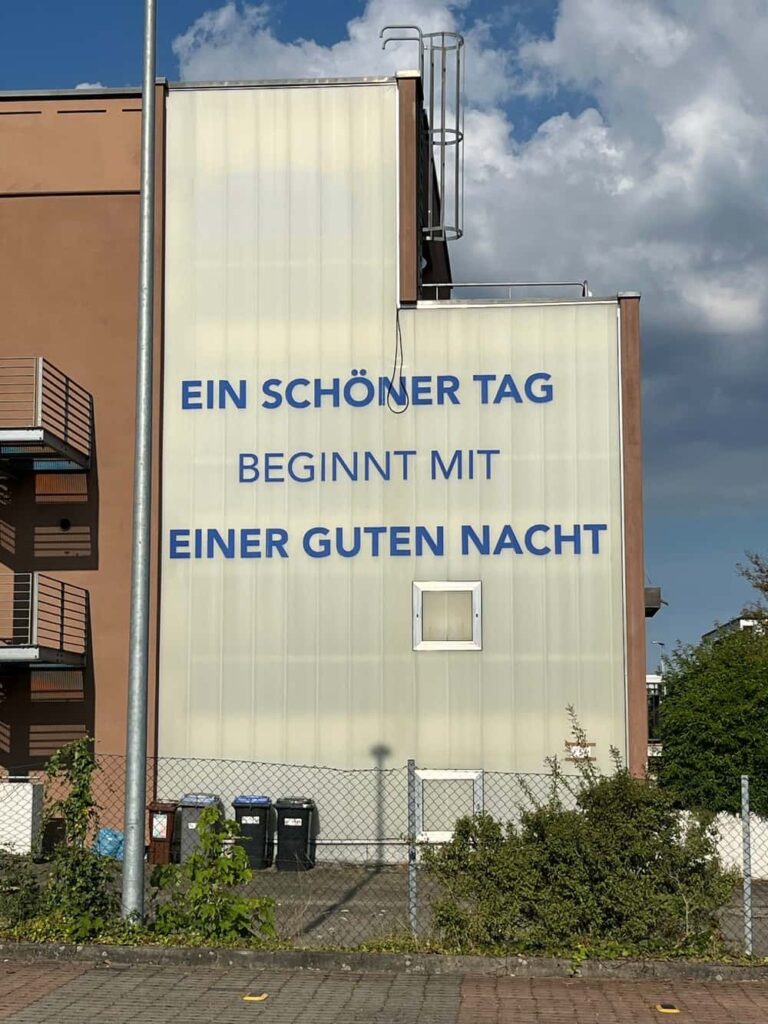 EIN SCHÖNER TAG
BEGINNT MIT
EINER GUTEN NACHT